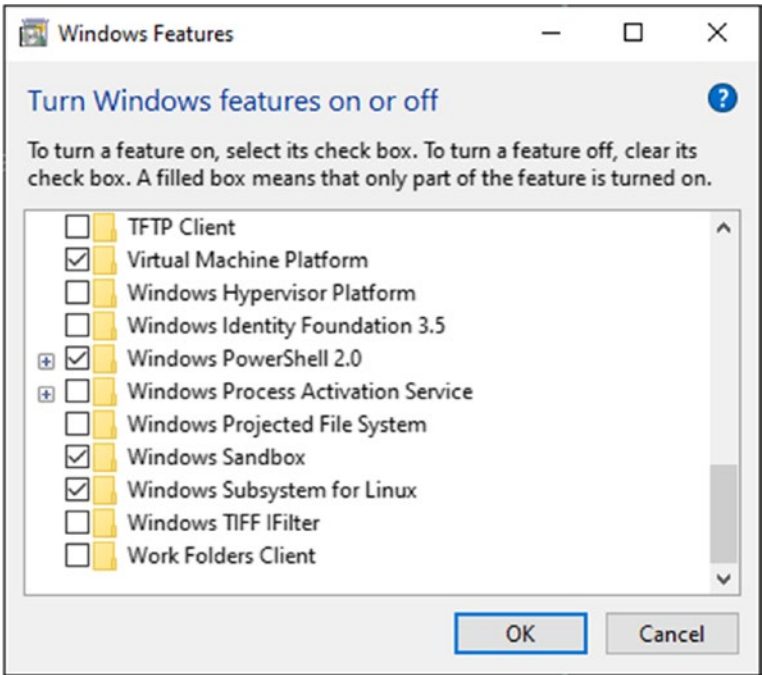 Windows Features
Turn Windows features on or off
To turn a feature on, select its check box. To turn a feature off, clear its
check box. A filled box means that only part of the feature is turned on.
TFTP Client
Virtual Machine Platform
Windows Hypervisor Platform
Windows Identity Foundation 3.5
Windows PowerShell 2.0
Windows Process Activation Service
Windows Projected File System
Windows Sandbox
Windows Subsystem for Linux
Windows TIFF IFilter
Work Folders Client
OK Cancel